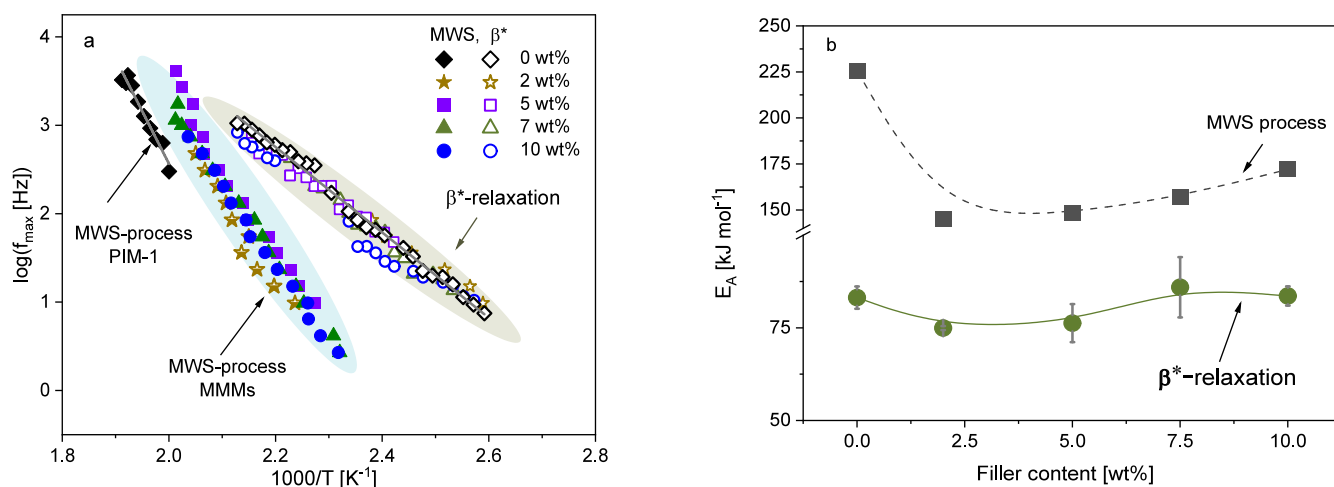 a
MWS, β*
0 wt%
2 wt%
5 wt%
7 wt%
10 wt%
MWS-process
PIM-1
β*-relaxation
MWS-process
MMMs
log(f_max) [Hz]
4
3
2
1
0
1.8 2.0 2.2 2.4 2.6 2.8
1000/T [K⁻¹]
b
MWS process
β*-relaxation
E_A [kJ mol⁻¹]
250
225
200
175
150
75
50
0.0 2.5 5.0 7.5 10.0
Filler content [wt%]